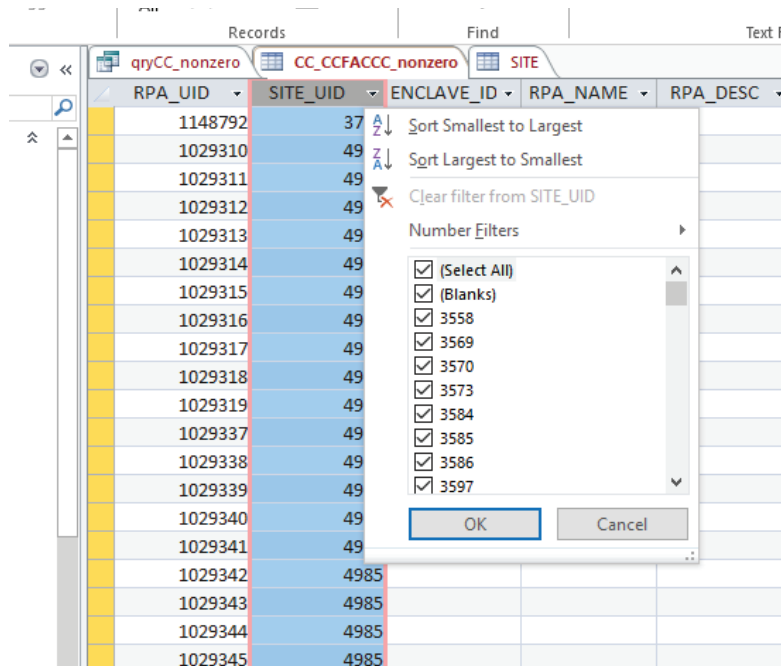 All
Records Find Text F
qryCC_nonzero CC_CCFACCC_nonzero SITE
RPA_UID SITE_UID ENCLAVE_ID RPA_NAME RPA_DESC
1148792 37
1029310 49
1029311 49
1029312 49
1029313 49
1029314 49
1029315 49
1029316 49
1029317 49
1029318 49
1029319 49
1029337 49
1029338 49
1029339 49
1029340 49
1029341 49
1029342 4985
1029343 4985
1029344 4985
1029345 4985
Sort Smallest to Largest
Sort Largest to Smallest
Clear filter from SITE_UID
Number Filters
(Select All)
(Blanks)
3558
3569
3570
3573
3584
3585
3586
3597
OK Cancel